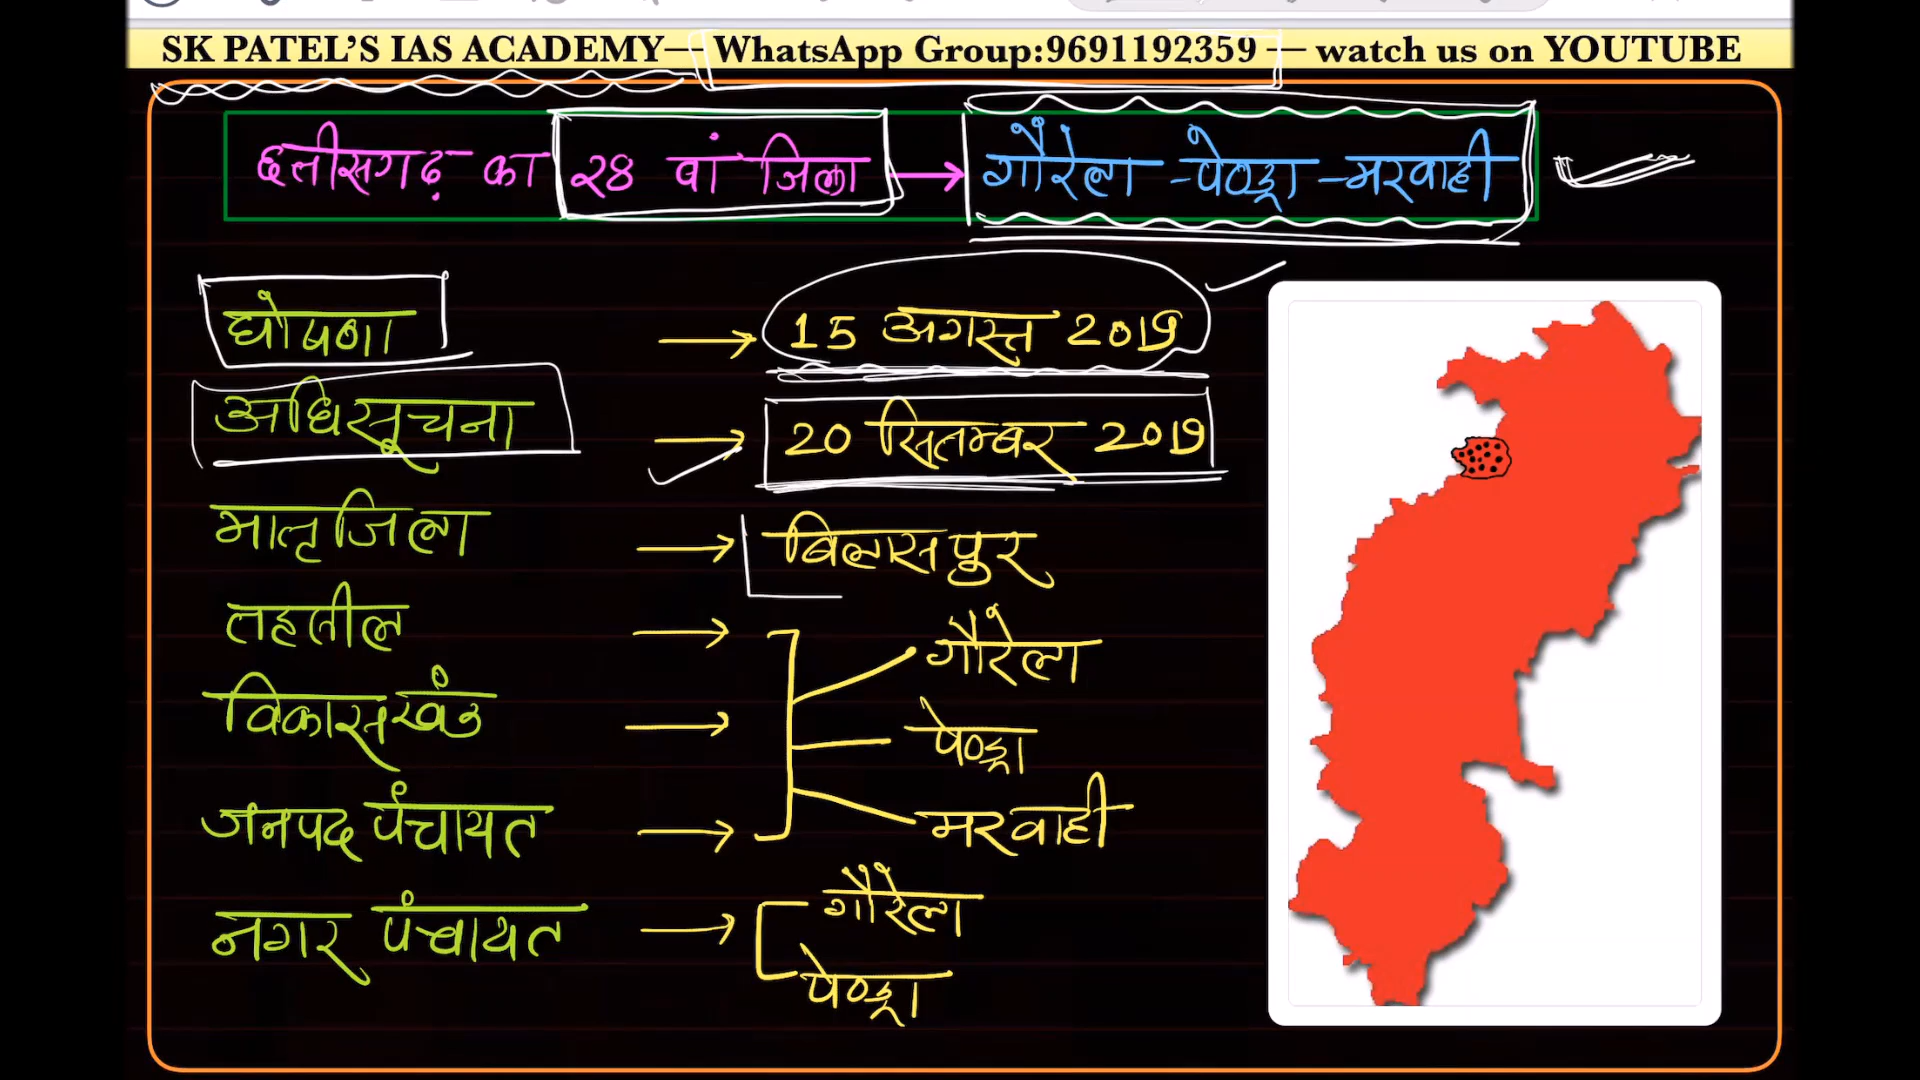 SK PATEL'S IAS ACADEMY— WhatsApp Group:9691192359 — watch us on YOUTUBE
छत्तीसगढ़ का २8 वां जिला → गौरेला -पेण्ड्रा -मरवाही
घोषणा → 15 अगस्त 2019
अधिसूचना → 20 सितम्बर 2019
मातृजिला → बिलासपुर
तहसील →
गौरेला
विकासखंड →
पेण्ड्रा
जनपद पंचायत →
मरवाही
नगर पंचायत →
गौरेला
पेण्ड्रा